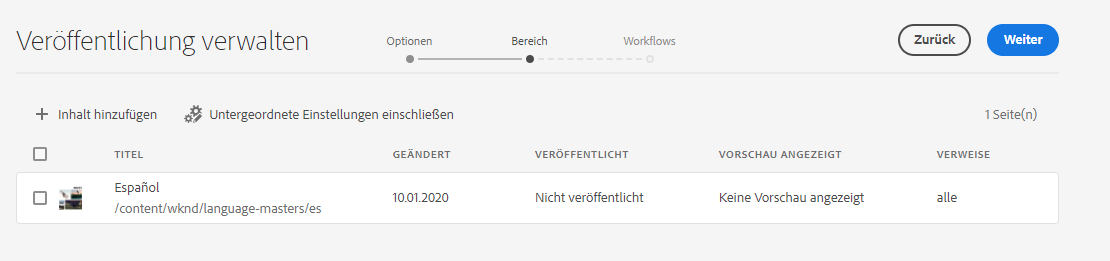 Veröffentlichung verwalten
Optionen
Bereich
Workflows
Zurück
Weiter
Inhalt hinzufügen
Untergeordnete Einstellungen einschließen
1 Seite(n)
TITEL
GEÄNDERT
VERÖFFENTLICHT
VORSCHAU ANGEZEIGT
VERWEISE
Español
/content/wknd/language-masters/es
10.01.2020
Nicht veröffentlicht
Keine Vorschau angezeigt
alle